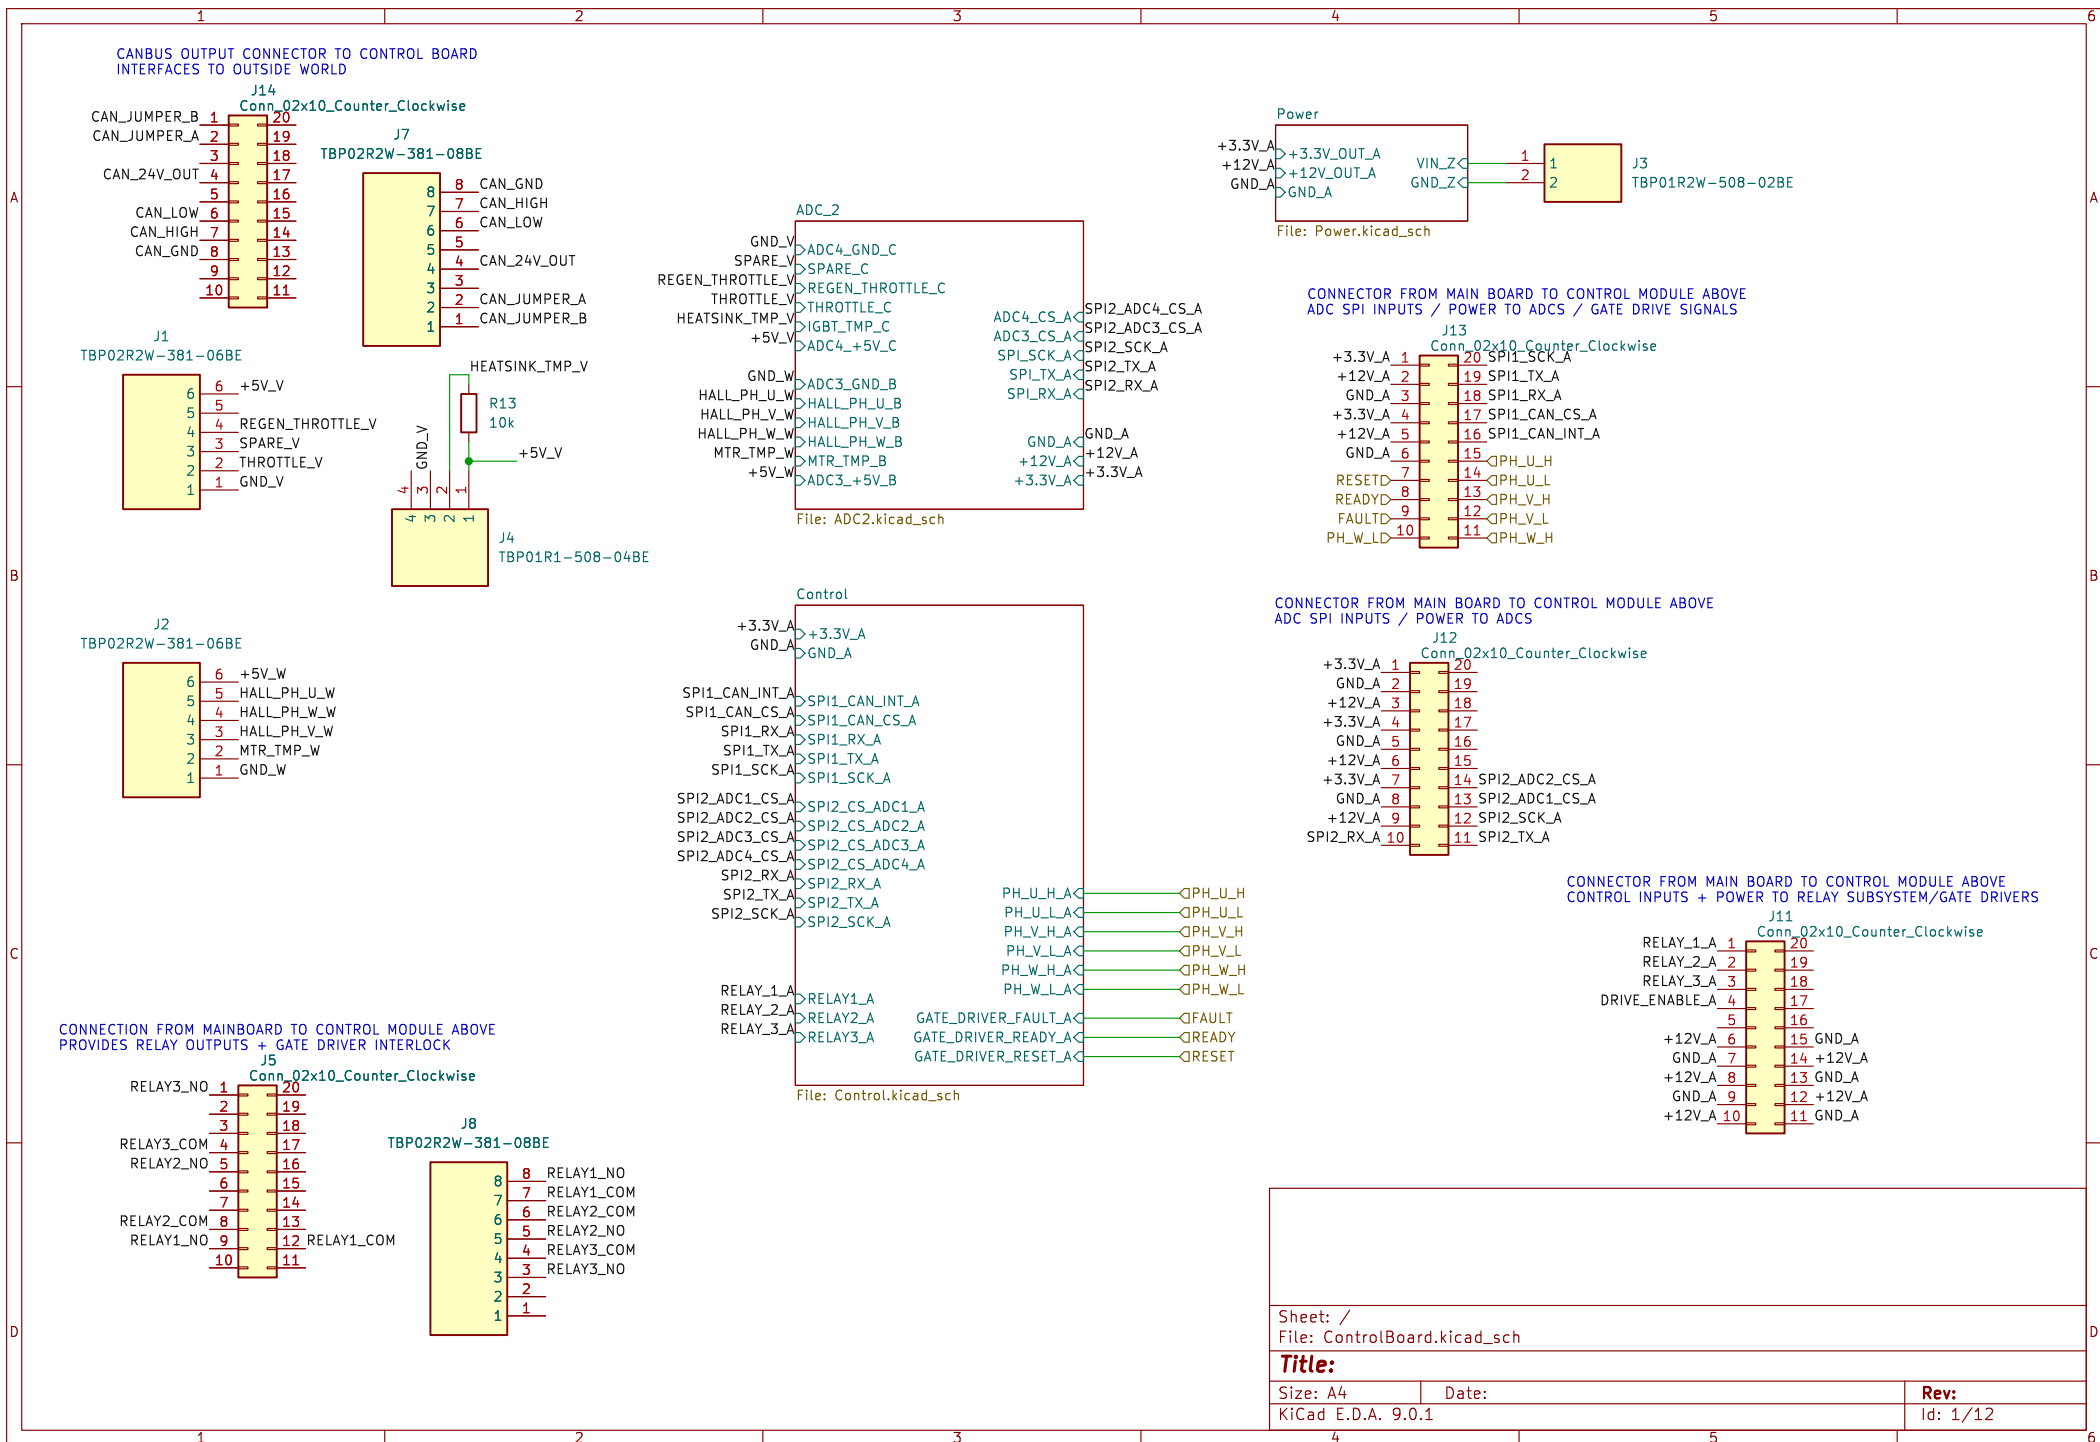 1 2 3 4 5 6
CANBUS OUTPUT CONNECTOR TO CONTROL BOARD
INTERFACES TO OUTSIDE WORLD
J14
Conn_02x10_Counter_Clockwise
CAN_JUMPER_B 1 20
CAN_JUMPER_A 2 19
3 18
CAN_24V_OUT 4 17
5 16
CAN_LOW 6 15
CAN_HIGH 7 14
CAN_GND 8 13
9 12
10 11
J7
TBP02R2W-381-08BE
8 8 CAN_GND
7 7 CAN_HIGH
6 6 CAN_LOW
5 5
4 4 CAN_24V_OUT
3 3
2 2 CAN_JUMPER_A
1 1 CAN_JUMPER_B
J1
TBP02R2W-381-06BE
6 6 +5V_V
5 5
4 4 REGEN_THROTTLE_V
3 3 SPARE_V
2 2 THROTTLE_V
1 1 GND_V
HEATSINK_TMP_V
R13
10k
GND_V
+5V_V
4 3 2 1
4 3 2 1
J4
TBP01R1-508-04BE
J2
TBP02R2W-381-06BE
6 6 +5V_W
5 5 HALL_PH_U_W
4 4 HALL_PH_W_W
3 3 HALL_PH_V_W
2 2 MTR_TMP_W
1 1 GND_W
CONNECTION FROM MAINBOARD TO CONTROL MODULE ABOVE
PROVIDES RELAY OUTPUTS + GATE DRIVER INTERLOCK
J5
Conn_02x10_Counter_Clockwise
RELAY3_NO 1 20
2 19
3 18
RELAY3_COM 4 17
RELAY2_NO 5 16
6 15
7 14
RELAY2_COM 8 13
RELAY1_NO 9 12 RELAY1_COM
10 11
J8
TBP02R2W-381-08BE
8 8 RELAY1_NO
7 7 RELAY1_COM
6 6 RELAY2_COM
5 5 RELAY2_NO
4 4 RELAY3_COM
3 3 RELAY3_NO
2 2
1 1
ADC_2
GND_V ADC4_GND_C
SPARE_V SPARE_C
REGEN_THROTTLE_V REGEN_THROTTLE_C
THROTTLE_V THROTTLE_C
HEATSINK_TMP_V IGBT_TMP_C
+5V_V ADC4_+5V_C
GND_W ADC3_GND_B
HALL_PH_U_W HALL_PH_U_B
HALL_PH_V_W HALL_PH_V_B
HALL_PH_W_W HALL_PH_W_B
MTR_TMP_W MTR_TMP_B
+5V_W ADC3_+5V_B
ADC4_CS_A SPI2_ADC4_CS_A
ADC3_CS_A SPI2_ADC3_CS_A
SPI_SCK_A SPI2_SCK_A
SPI_TX_A SPI2_TX_A
SPI_RX_A SPI2_RX_A
GND_A GND_A
+12V_A +12V_A
+3.3V_A +3.3V_A
File: ADC2.kicad_sch
Control
+3.3V_A +3.3V_A
GND_A GND_A
SPI1_CAN_INT_A SPI1_CAN_INT_A
SPI1_CAN_CS_A SPI1_CAN_CS_A
SPI1_RX_A SPI1_RX_A
SPI1_TX_A SPI1_TX_A
SPI1_SCK_A SPI1_SCK_A
SPI2_ADC1_CS_A SPI2_CS_ADC1_A
SPI2_ADC2_CS_A SPI2_CS_ADC2_A
SPI2_ADC3_CS_A SPI2_CS_ADC3_A
SPI2_ADC4_CS_A SPI2_CS_ADC4_A
SPI2_RX_A SPI2_RX_A
SPI2_TX_A SPI2_TX_A
SPI2_SCK_A SPI2_SCK_A
RELAY_1_A RELAY1_A
RELAY_2_A RELAY2_A
RELAY_3_A RELAY3_A
PH_U_H_A PH_U_H
PH_U_L_A PH_U_L
PH_V_H_A PH_V_H
PH_V_L_A PH_V_L
PH_W_H_A PH_W_H
PH_W_L_A PH_W_L
GATE_DRIVER_FAULT_A FAULT
GATE_DRIVER_READY_A READY
GATE_DRIVER_RESET_A RESET
File: Control.kicad_sch
Power
+3.3V_A +3.3V_OUT_A
+12V_A +12V_OUT_A
GND_A GND_A
VIN_Z 1 1
GND_Z 2 2
J3
TBP01R2W-508-02BE
File: Power.kicad_sch
CONNECTOR FROM MAIN BOARD TO CONTROL MODULE ABOVE
ADC SPI INPUTS / POWER TO ADCS / GATE DRIVE SIGNALS
J13
Conn_02x10_Counter_Clockwise
+3.3V_A 1 20 SPI1_SCK_A
+12V_A 2 19 SPI1_TX_A
GND_A 3 18 SPI1_RX_A
+3.3V_A 4 17 SPI1_CAN_CS_A
+12V_A 5 16 SPI1_CAN_INT_A
GND_A 6 15 PH_U_H
RESET 7 14 PH_U_L
READY 8 13 PH_V_H
FAULT 9 12 PH_V_L
PH_W_L 10 11 PH_W_H
CONNECTOR FROM MAIN BOARD TO CONTROL MODULE ABOVE
ADC SPI INPUTS / POWER TO ADCS
J12
Conn_02x10_Counter_Clockwise
+3.3V_A 1 20
GND_A 2 19
+12V_A 3 18
+3.3V_A 4 17
GND_A 5 16
+12V_A 6 15
+3.3V_A 7 14 SPI2_ADC2_CS_A
GND_A 8 13 SPI2_ADC1_CS_A
+12V_A 9 12 SPI2_SCK_A
SPI2_RX_A 10 11 SPI2_TX_A
CONNECTOR FROM MAIN BOARD TO CONTROL MODULE ABOVE
CONTROL INPUTS + POWER TO RELAY SUBSYSTEM/GATE DRIVERS
J11
Conn_02x10_Counter_Clockwise
RELAY_1_A 1 20
RELAY_2_A 2 19
RELAY_3_A 3 18
DRIVE_ENABLE_A 4 17
5 16
+12V_A 6 15 GND_A
GND_A 7 14 +12V_A
+12V_A 8 13 GND_A
GND_A 9 12 +12V_A
+12V_A 10 11 GND_A
A A
B B
C C
D D
Sheet: /
File: ControlBoard.kicad_sch
Title:
Size: A4 Date: Rev:
KiCad E.D.A. 9.0.1 Id: 1/12
1 2 3 4 5 6